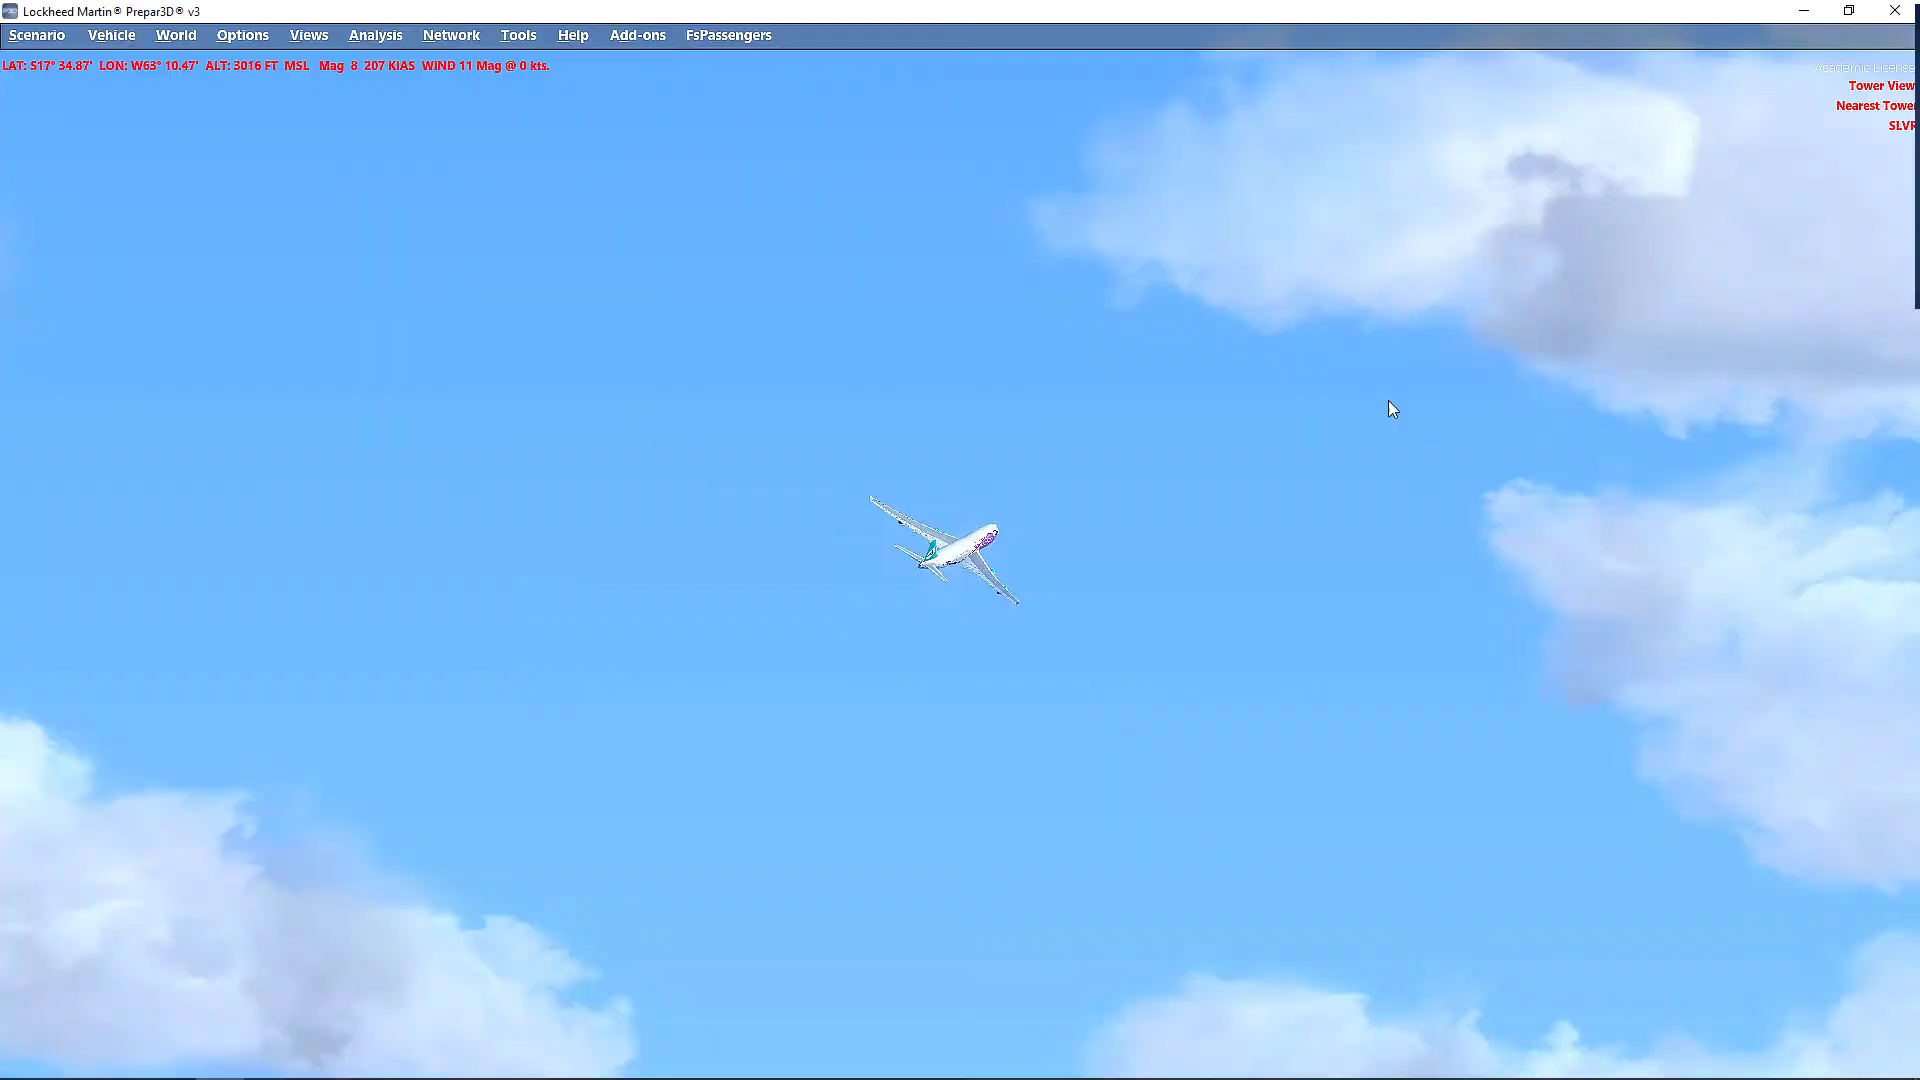 Lockheed Martin® Prepar3D® v3
Scenario Vehicle World Options Views Analysis Network Tools Help Add-ons FsPassengers
LAT: S17° 34.87' LON: W63° 10.47' ALT: 3016 FT MSL Mag 8 207 KIAS WIND 11 Mag @ 0 kts.
Academic License
Tower View
Nearest Tower
SLVR